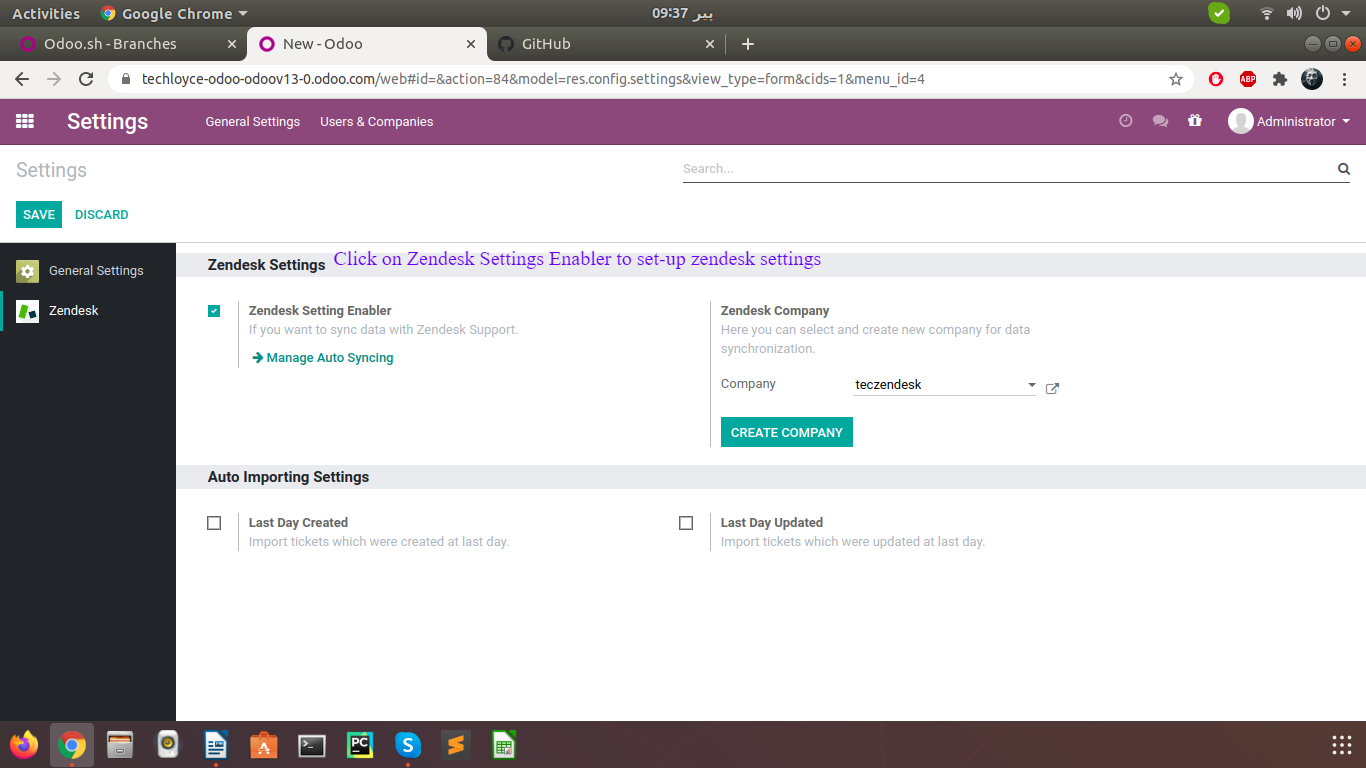 Activities
Google Chrome
09:37 پیر
Odoo.sh - Branches
New - Odoo
GitHub
techloyce-odoo-odoov13-0.odoo.com/web#id=&action=84&model=res.config.settings&view_type=form&cids=1&menu_id=4
ABP
Settings
General Settings
Users & Companies
Administrator
Settings
Search...
SAVE
DISCARD
General Settings
Zendesk
Zendesk Settings
Click on Zendesk Settings Enabler to set-up zendesk settings
Zendesk Setting Enabler
If you want to sync data with Zendesk Support.
Manage Auto Syncing
Zendesk Company
Here you can select and create new company for data
synchronization.
Company
teczendesk
CREATE COMPANY
Auto Importing Settings
Last Day Created
Import tickets which were created at last day.
Last Day Updated
Import tickets which were updated at last day.
PC